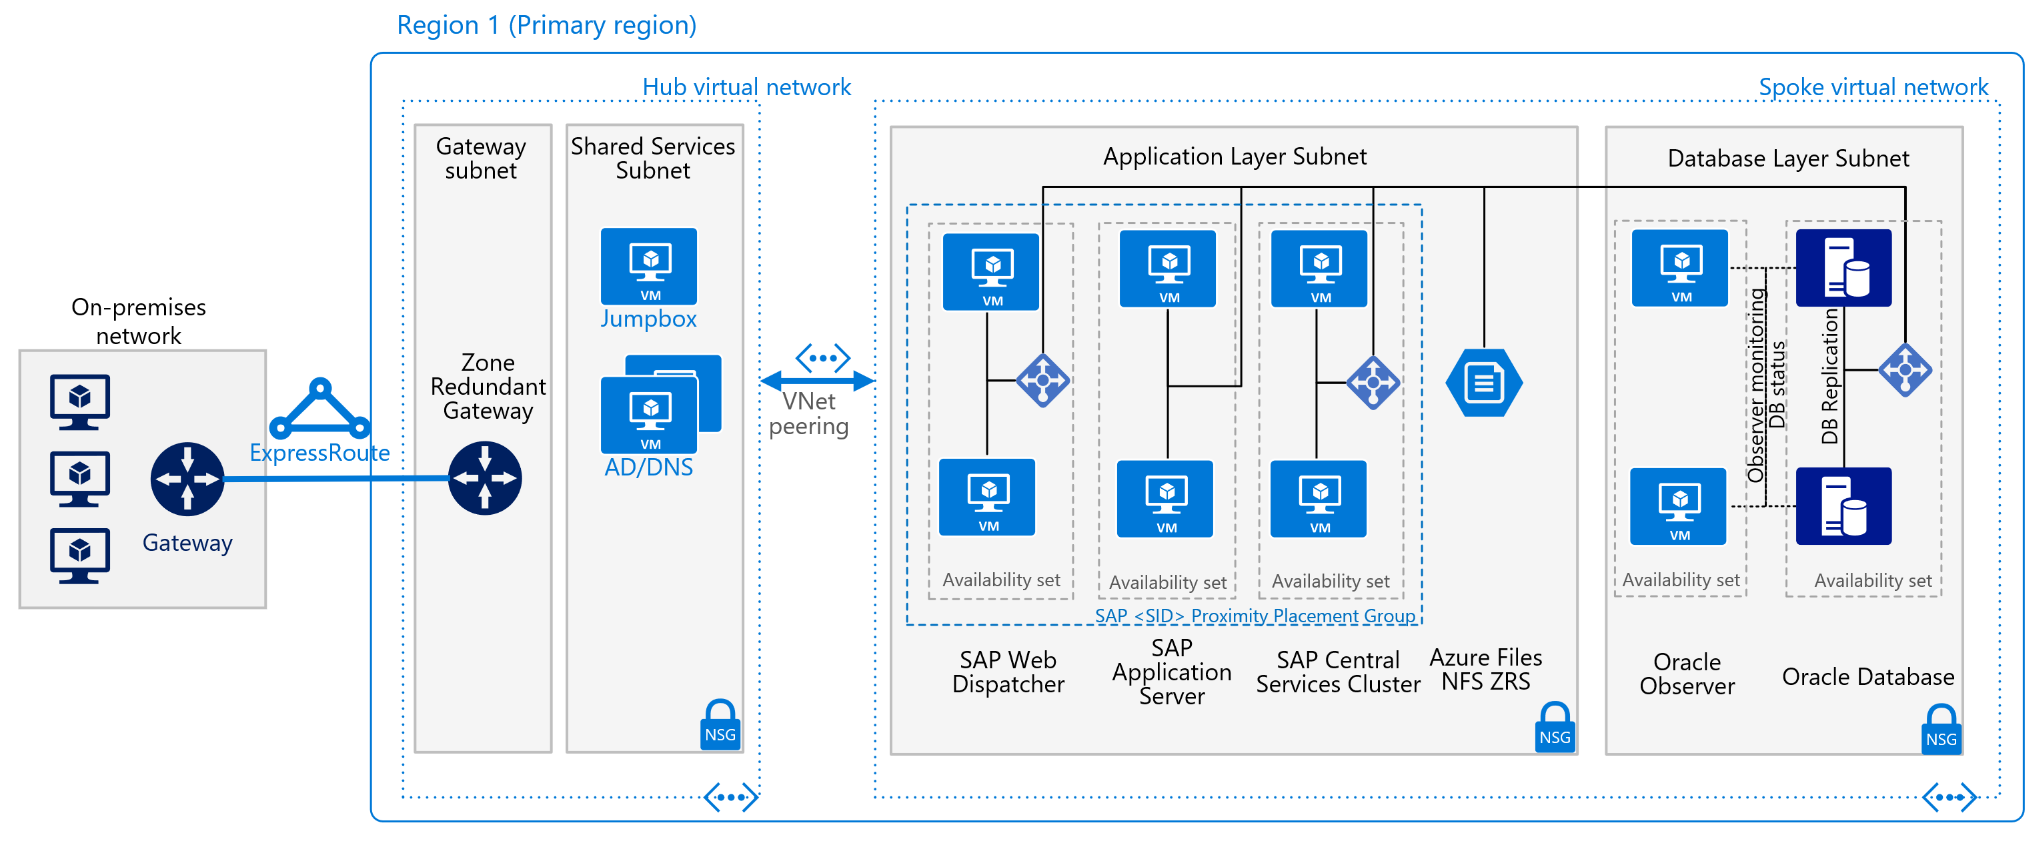 Region 1 (Primary region)
Hub virtual network
Spoke virtual network
On-premises
network
Gateway
ExpressRoute
Gateway
subnet
Zone
Redundant
Gateway
Shared Services
Subnet
VM
Jumpbox
VM
AD/DNS
NSG
VNet
peering
Application Layer Subnet
VM
VM
VM
VM
VM
VM
Availability set
Availability set
Availability set
SAP <SID> Proximity Placement Group
SAP Web
Dispatcher
SAP
Application
Server
SAP Central
Services Cluster
Azure Files
NFS ZRS
NSG
Database Layer Subnet
VM
VM
Observer monitoring
DB status
DB Replication
Availability set
Availability set
Oracle
Observer
Oracle Database
NSG